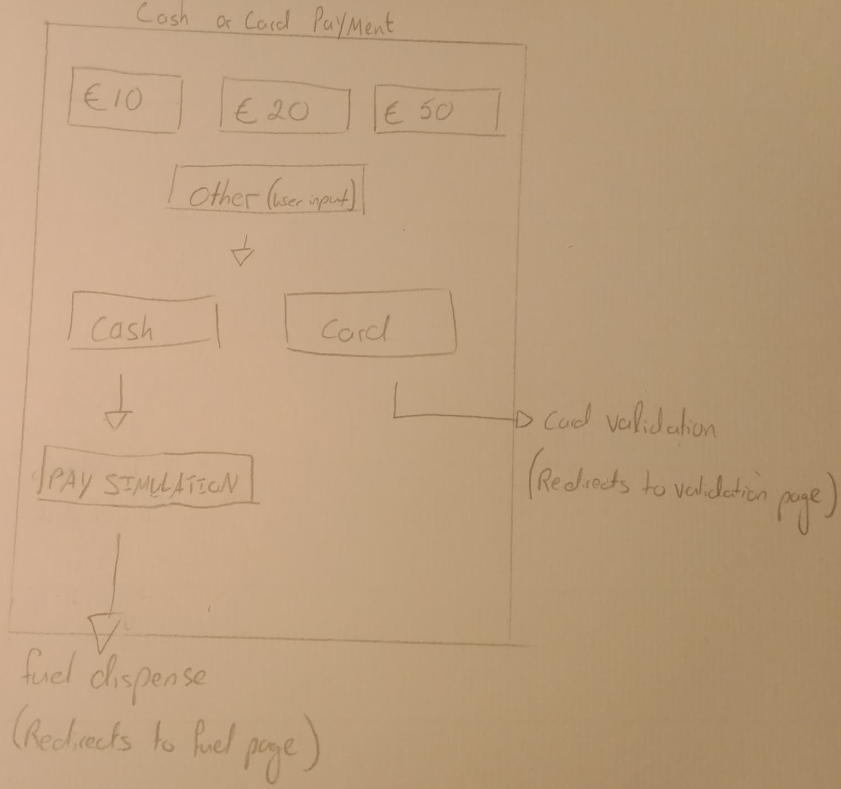 Cash or Card Payment
€10 €20 €50
Other (user input)
Cash Card
Card validation
(Redirects to validation page)
PAY SIMULATION
fuel dispense
(Redirects to fuel page)